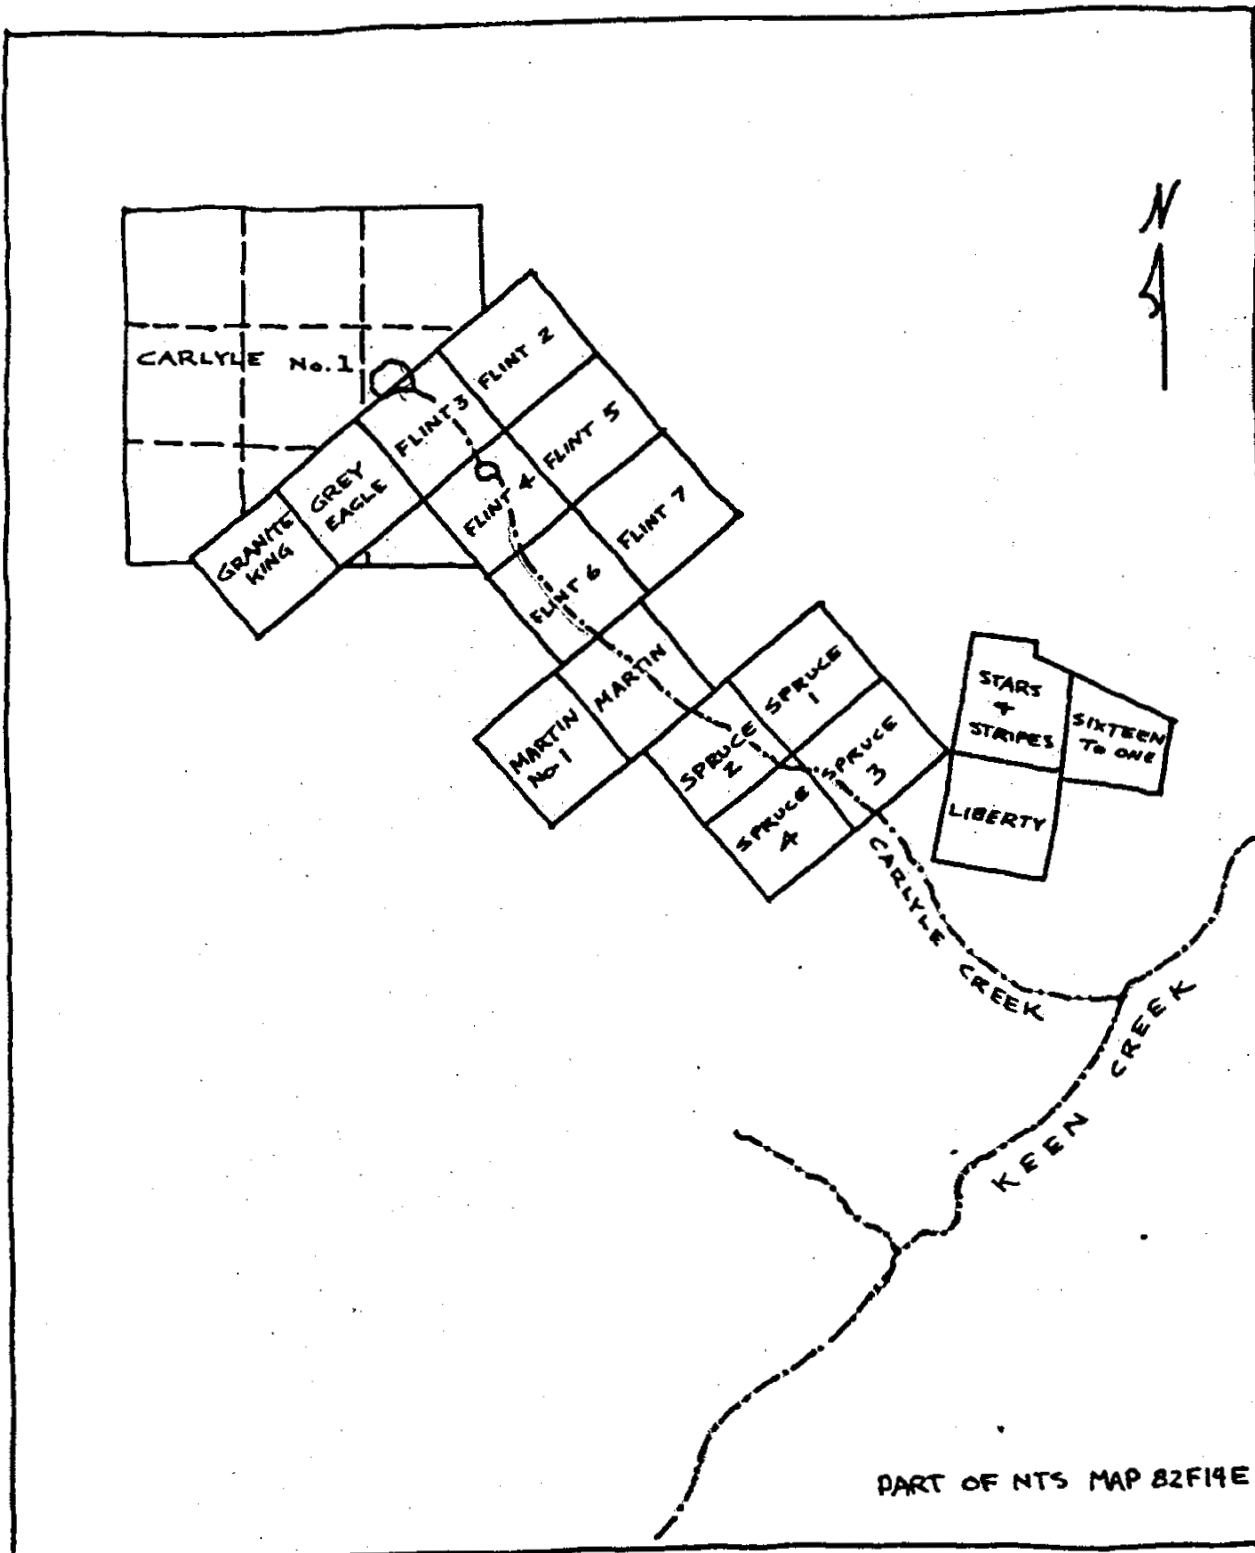 N
CARLYLE No. 1
FLINT 2
FLINT 3
FLINT 5
GREY
EAGLE
FLINT 4
FLINT 7
GRANITE
KING
FLINT 6
MARTIN
MARTIN
No. 1
SPRUCE
1
SPRUCE
2
SPRUCE
3
SPRUCE
4
STARS
+
STRIPES
SIXTEEN
TO ONE
LIBERTY
CARLYLE CREEK
KEEN CREEK
PART OF NTS MAP 82F14E